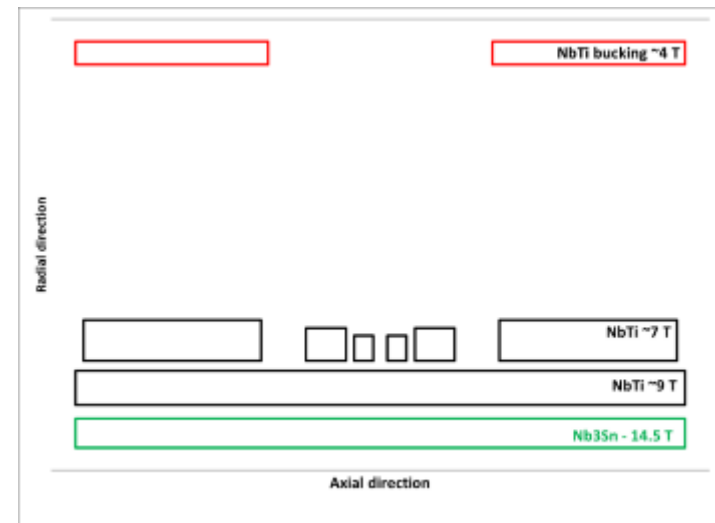 NbTi bucking ~4 T
Radial direction
NbTi ~7 T
NbTi ~9 T
Nb3Sn - 14.5 T
Axial direction